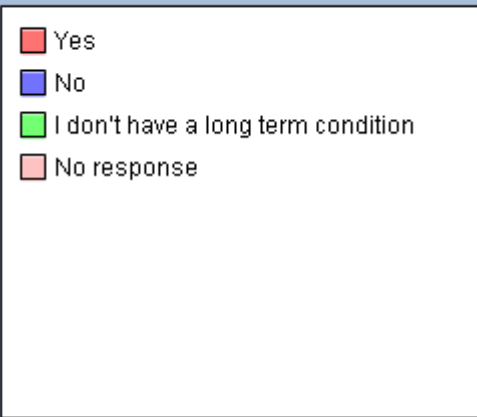 Yes
No
I don't have a long term condition
No response